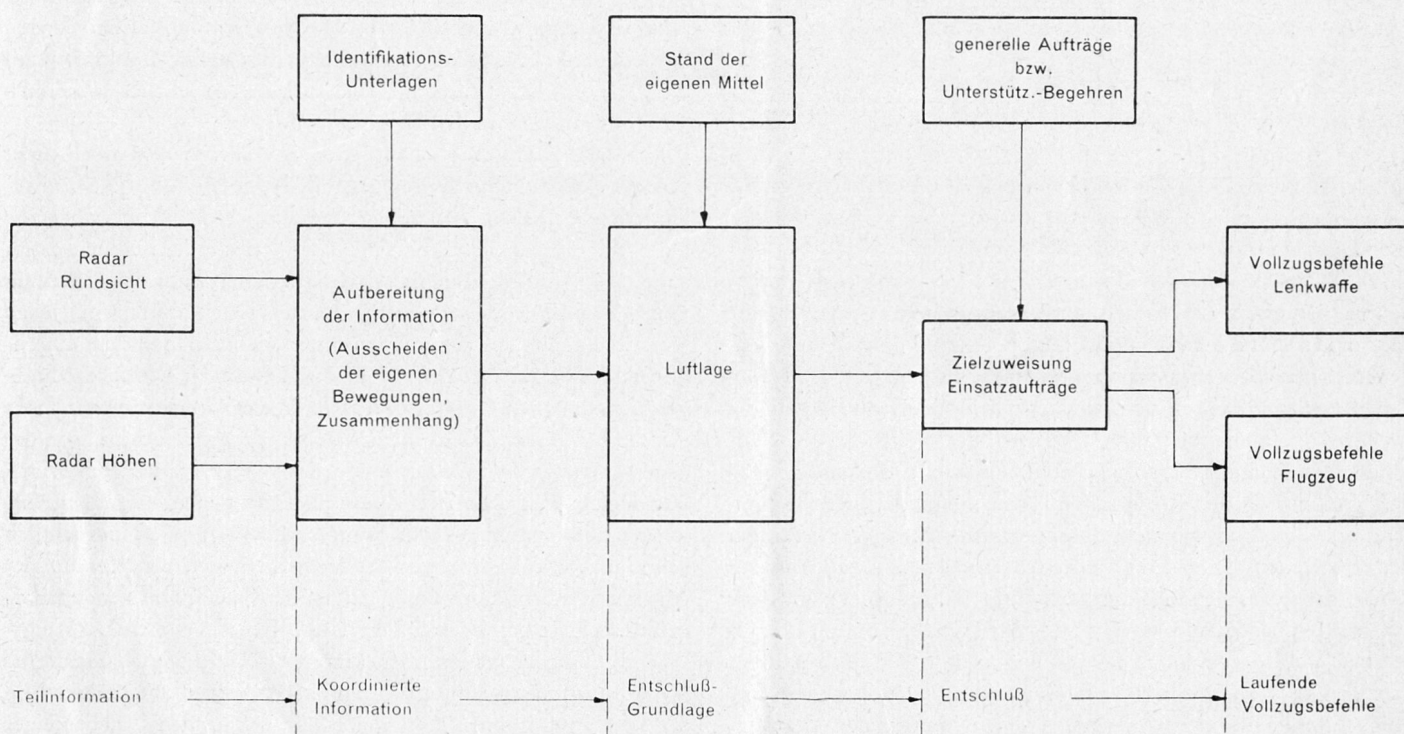 Identifikations-
Unterlagen
Stand der
eigenen Mittel
generelle Aufträge
bzw.
Unterstütz.-Begehren
Radar
Rundsicht
Radar Höhen
Aufbereitung
der Information
(Ausscheiden
der eigenen
Bewegungen,
Zusammenhang)
Luftlage
Zielzuweisung
Einsatzaufträge
Vollzugsbefehle
Lenkwaffe
Vollzugsbefehle
Flugzeug
Teilinformation
Koordinierte
Information
Entschluß-
Grundlage
Entschluß
Laufende
Vollzugsbefehle